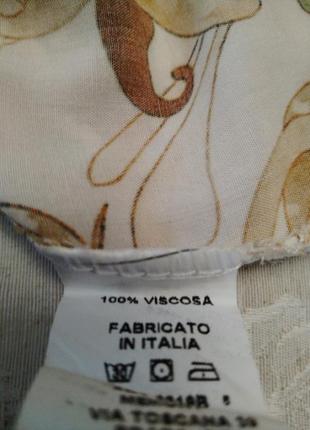 100% VISCOSA
FABRICATO
IN ITALIA
VIA TOSCANA